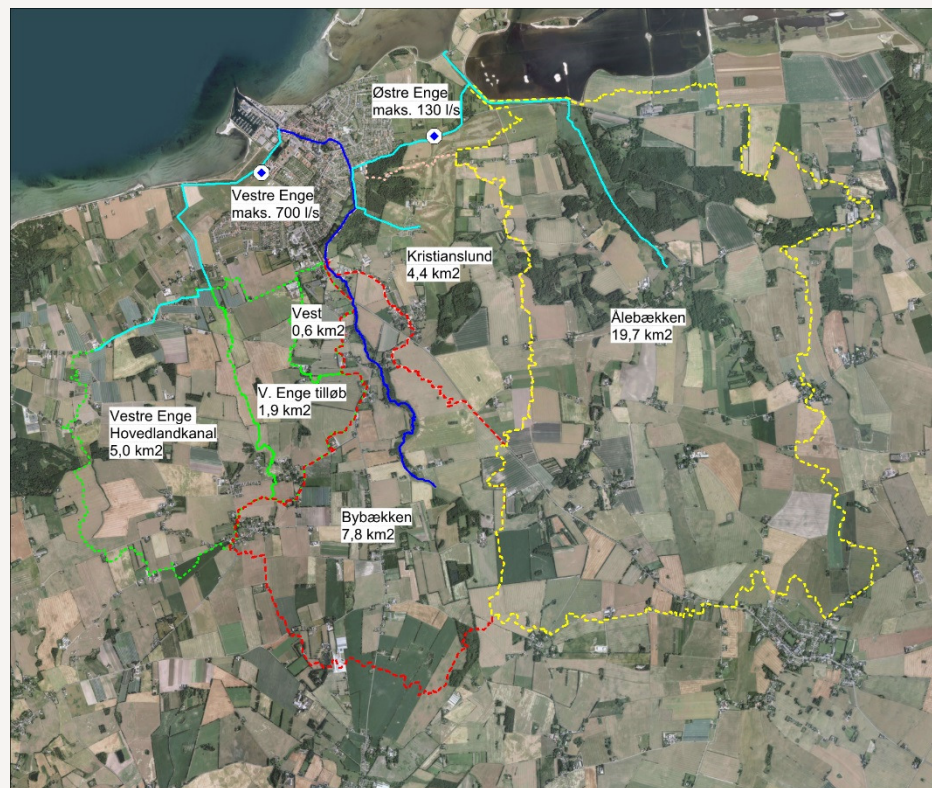 Østre Enge
maks. 130 l/s
Vestre Enge
maks. 700 l/s
Kristianslund
4,4 km2
Vest
0,6 km2
Ålebækken
19,7 km2
V. Enge tilløb
1,9 km2
Vestre Enge
Hovedlandkanal
5,0 km2
Bybækken
7,8 km2